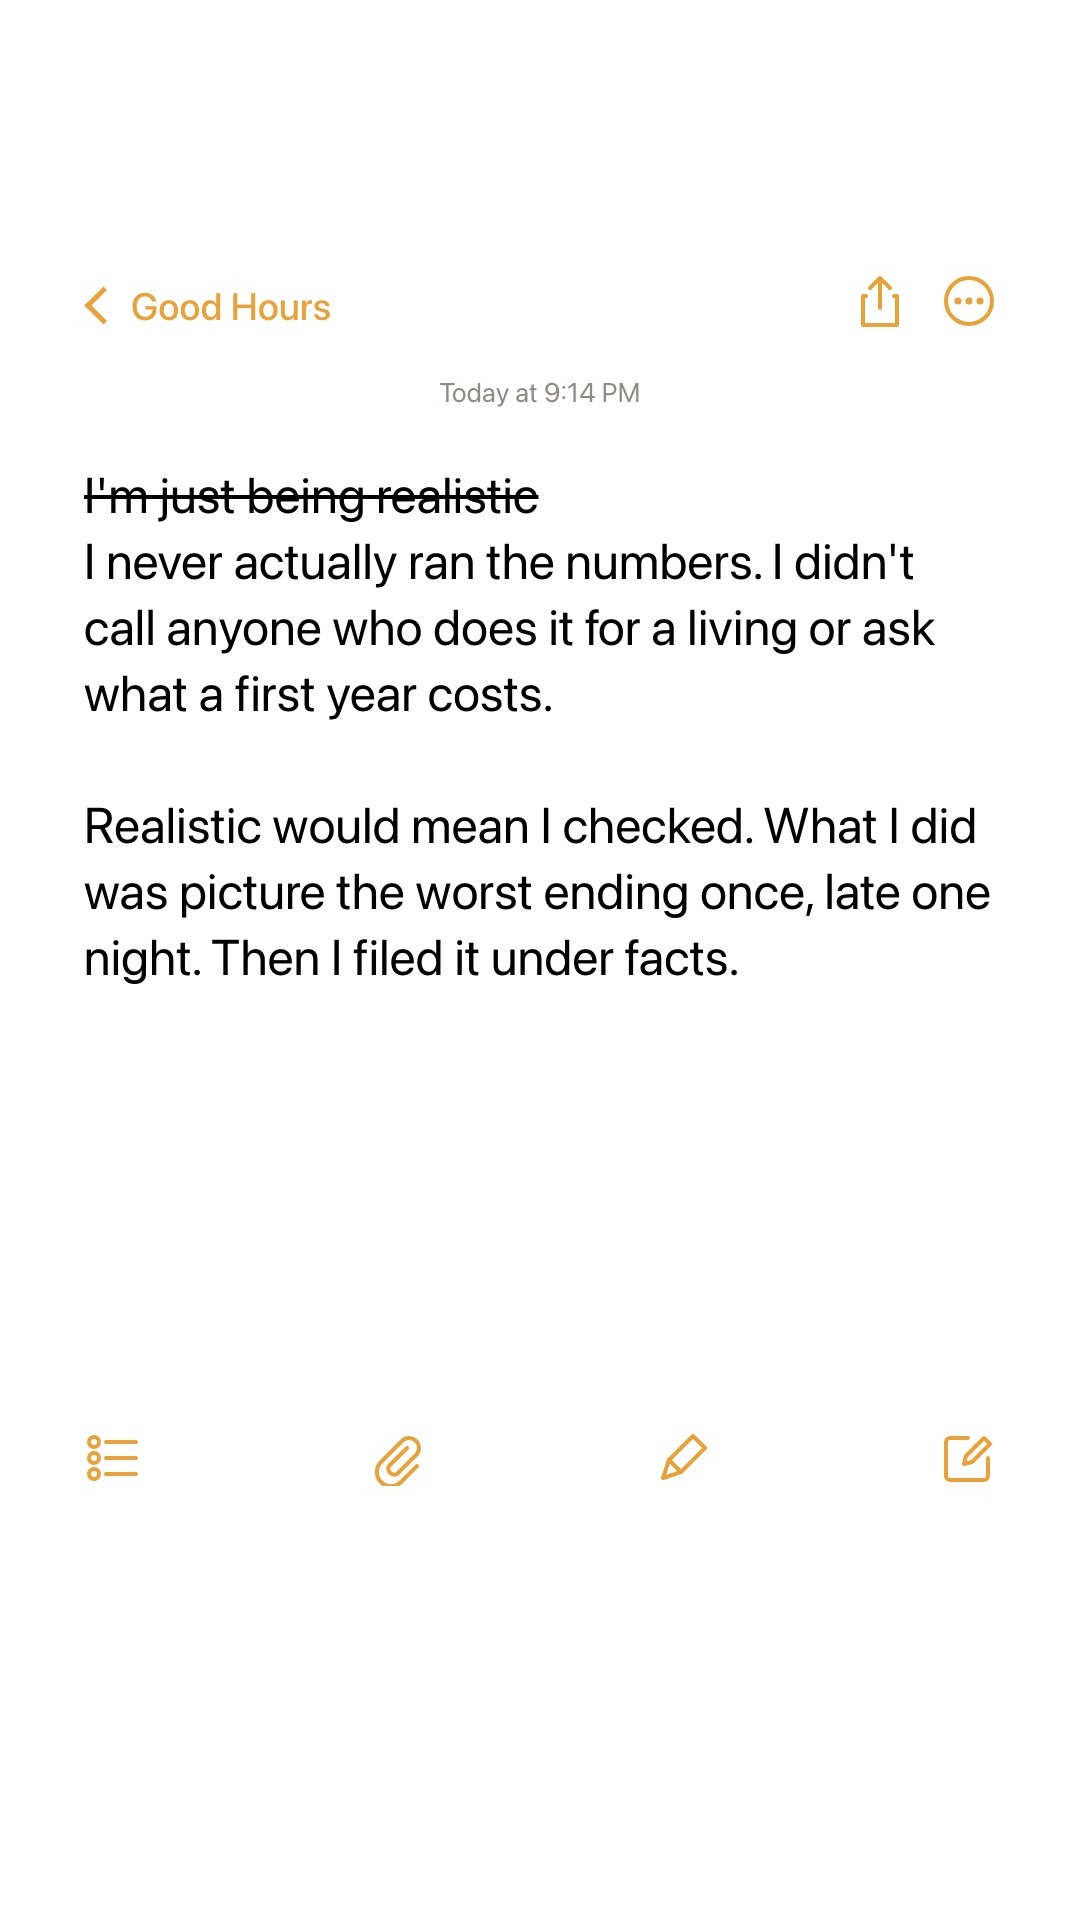 Good Hours
Today at 9:14 PM
I'm just being realistic
I never actually ran the numbers. I didn't
call anyone who does it for a living or ask
what a first year costs.
Realistic would mean I checked. What I did
was picture the worst ending once, late one
night. Then I filed it under facts.